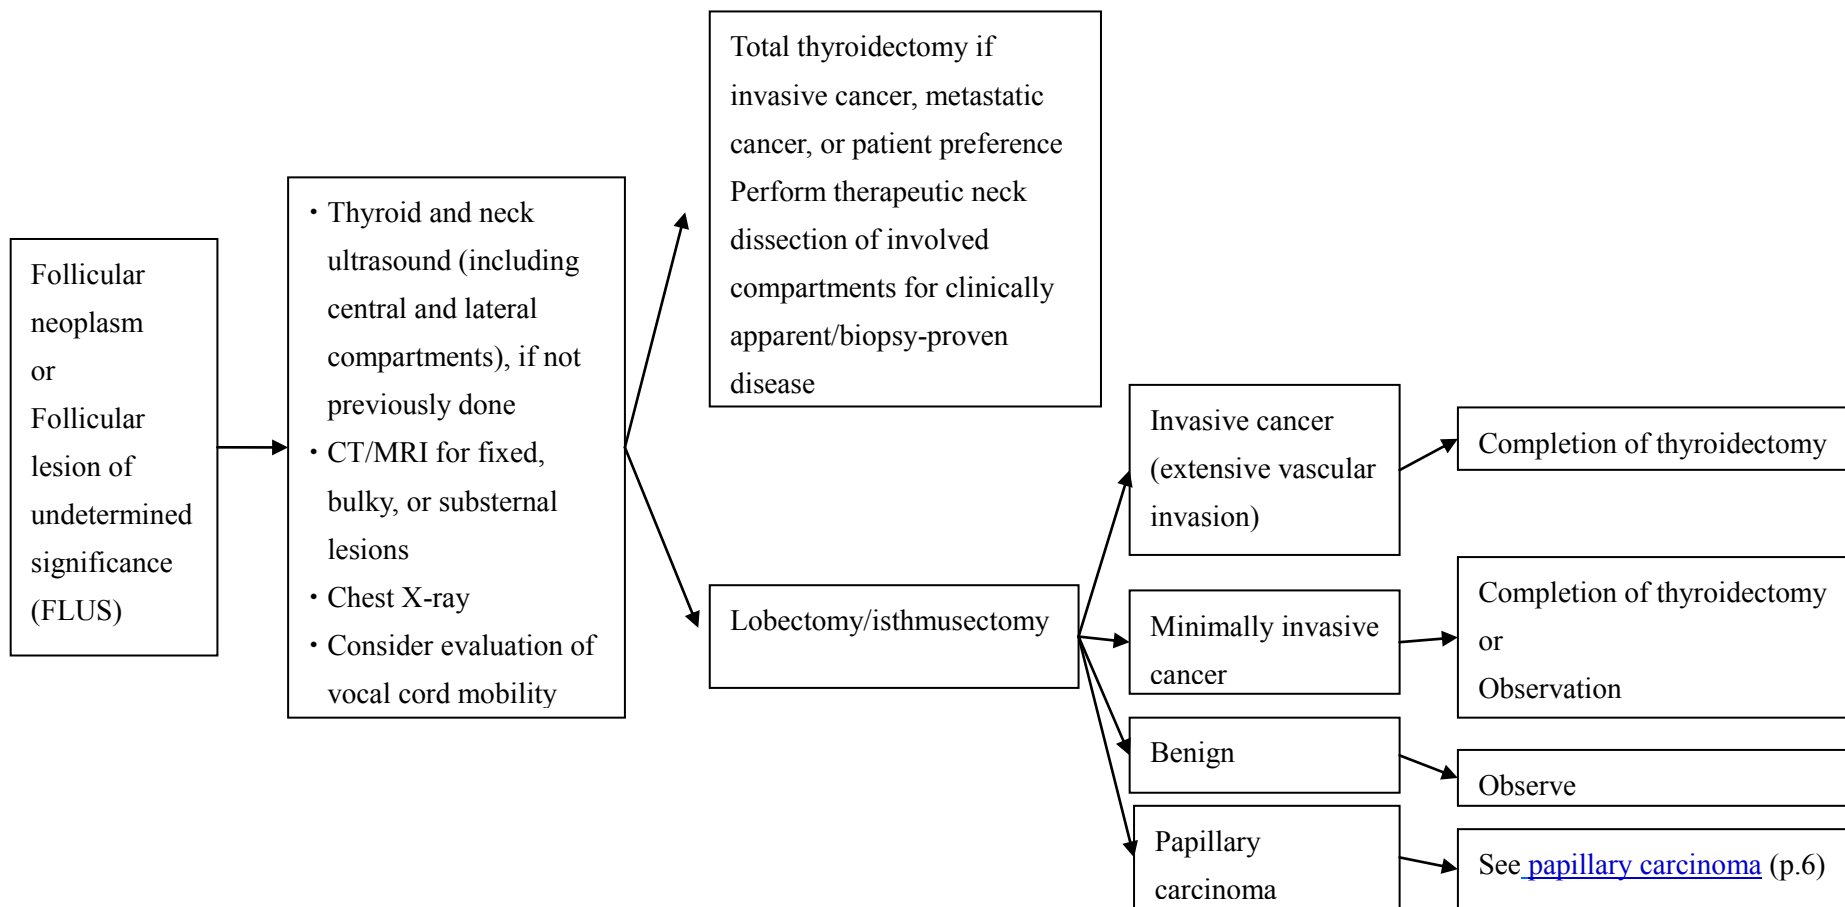 Follicular
neoplasm
or
Follicular
lesion of
undetermined
significance
(FLUS)
・Thyroid and neck
ultrasound (including
central and lateral
compartments), if not
previously done
・CT/MRI for fixed,
bulky, or substernal
lesions
・Chest X-ray
・Consider evaluation of
vocal cord mobility
Total thyroidectomy if
invasive cancer, metastatic
cancer, or patient preference
Perform therapeutic neck
dissection of involved
compartments for clinically
apparent/biopsy-proven
disease
Lobectomy/isthmusectomy
Invasive cancer
(extensive vascular
invasion)
Completion of thyroidectomy
Minimally invasive
cancer
Completion of thyroidectomy
or
Observation
Benign
Observe
Papillary
carcinoma
See papillary carcinoma (p.6)